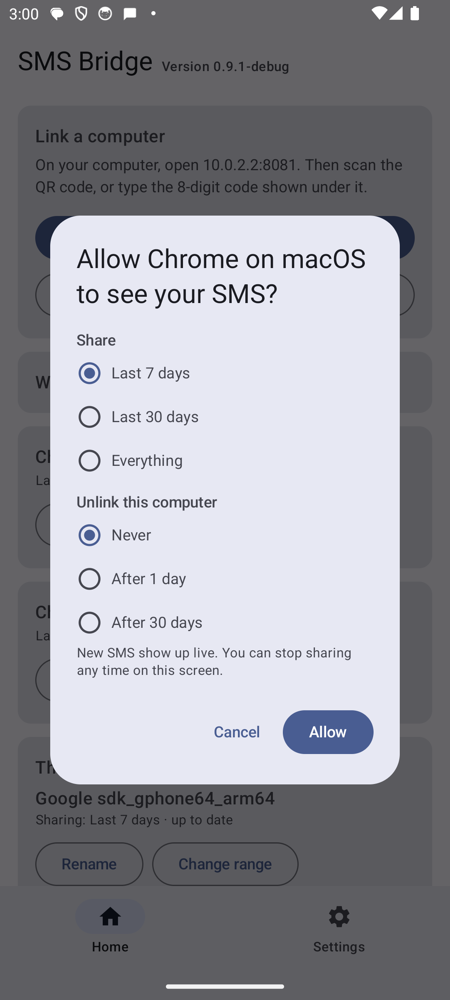 3:00
SMS Bridge Version 0.9.1-debug
Link a computer
On your computer, open 10.0.2.2:8081. Then scan the
QR code, or type the 8-digit code shown under it.
Allow Chrome on macOS
to see your SMS?
Share
Last 7 days
Last 30 days
Everything
Unlink this computer
Never
After 1 day
After 30 days
New SMS show up live. You can stop sharing
any time on this screen.
Cancel
Allow
Google sdk_gphone64_arm64
Sharing: Last 7 days · up to date
Rename
Change range
Home
Settings